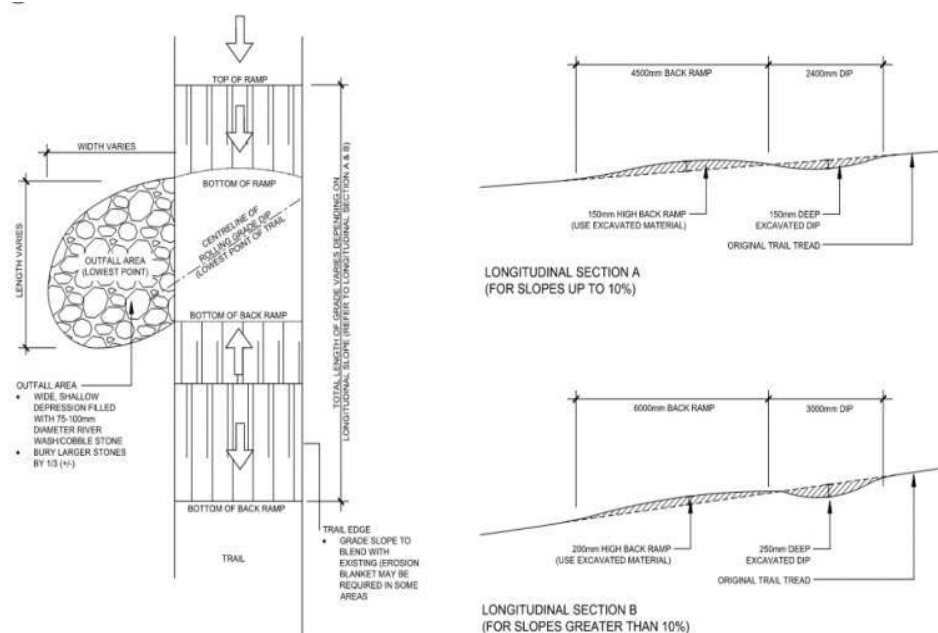 TOP OF RAMP
WIDTH VARIES
BOTTOM OF RAMP
LENGTH VARIES
OUTFALL AREA
(LOWEST POINT)
CENTRELINE OF
ROLLING GRADE DIP
(LOWEST POINT OF TRAIL)
BOTTOM OF BACK RAMP
TOTAL LENGTH OF GRADE VARIES DEPENDING ON
LONGITUDINAL SLOPE (REFER TO LONGITUDINAL SECTION A & B)
OUTFALL AREA
• WIDE, SHALLOW
DEPRESSION FILLED
WITH 75-100mm
DIAMETER RIVER
WASH/COBBLE STONE
• BURY LARGER STONES
BY 1/3 (+/-)
BOTTOM OF BACK RAMP
TRAIL
TRAIL EDGE
• GRADE SLOPE TO
BLEND WITH
EXISTING (EROSION
BLANKET MAY BE
REQUIRED IN SOME
AREAS
4500mm BACK RAMP
2400mm DIP
150mm HIGH BACK RAMP
(USE EXCAVATED MATERIAL)
150mm DEEP
EXCAVATED DIP
ORIGINAL TRAIL TREAD
LONGITUDINAL SECTION A
(FOR SLOPES UP TO 10%)
6000mm BACK RAMP
3000mm DIP
200mm HIGH BACK RAMP
(USE EXCAVATED MATERIAL)
250mm DEEP
EXCAVATED DIP
ORIGINAL TRAIL TREAD
LONGITUDINAL SECTION B
(FOR SLOPES GREATER THAN 10%)